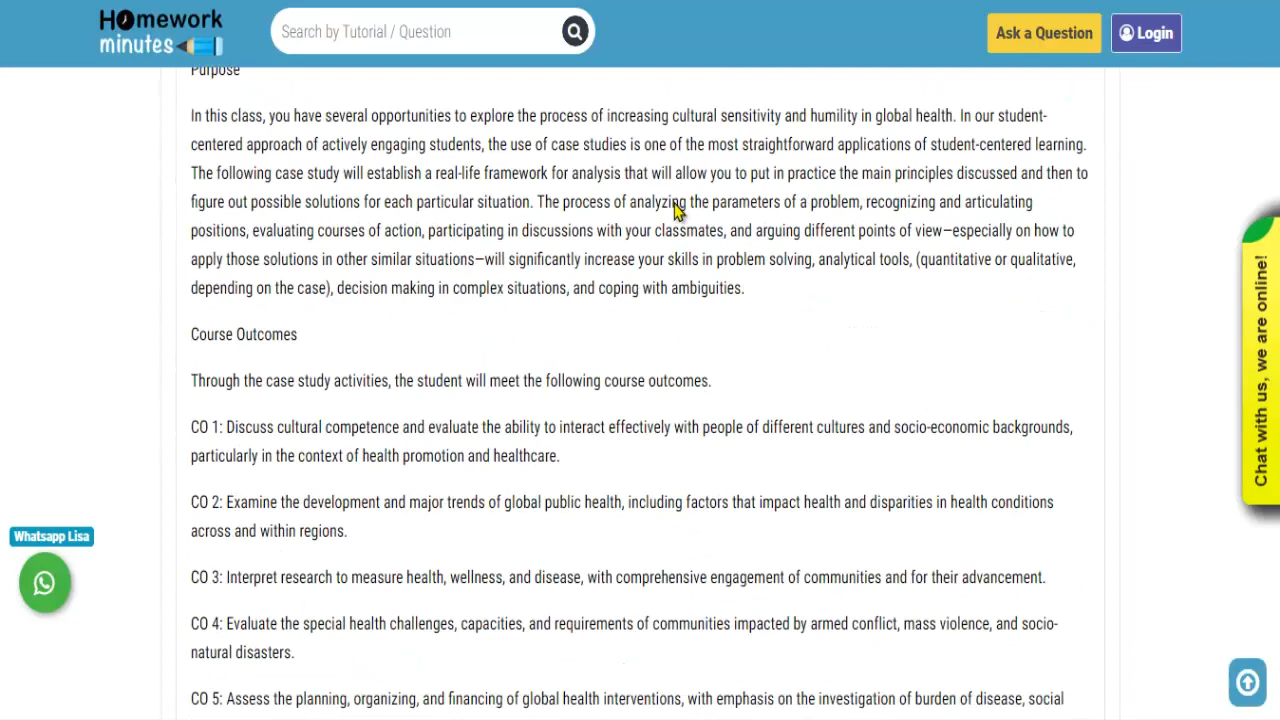 Homework
minutes
Search by Tutorial / Question
Ask a Question
Login
Purpose
In this class, you have several opportunities to explore the process of increasing cultural sensitivity and humility in global health. In our student-
centered approach of actively engaging students, the use of case studies is one of the most straightforward applications of student-centered learning.
The following case study will establish a real-life framework for analysis that will allow you to put in practice the main principles discussed and then to
figure out possible solutions for each particular situation. The process of analyzing the parameters of a problem, recognizing and articulating
positions, evaluating courses of action, participating in discussions with your classmates, and arguing different points of view—especially on how to
apply those solutions in other similar situations—will significantly increase your skills in problem solving, analytical tools, (quantitative or qualitative,
depending on the case), decision making in complex situations, and coping with ambiguities.
Course Outcomes
Through the case study activities, the student will meet the following course outcomes.
CO 1: Discuss cultural competence and evaluate the ability to interact effectively with people of different cultures and socio-economic backgrounds,
particularly in the context of health promotion and healthcare.
CO 2: Examine the development and major trends of global public health, including factors that impact health and disparities in health conditions
across and within regions.
CO 3: Interpret research to measure health, wellness, and disease, with comprehensive engagement of communities and for their advancement.
CO 4: Evaluate the special health challenges, capacities, and requirements of communities impacted by armed conflict, mass violence, and socio-
natural disasters.
CO 5: Assess the planning, organizing, and financing of global health interventions, with emphasis on the investigation of burden of disease, social
Whatsapp Lisa
Chat with us, we are online!